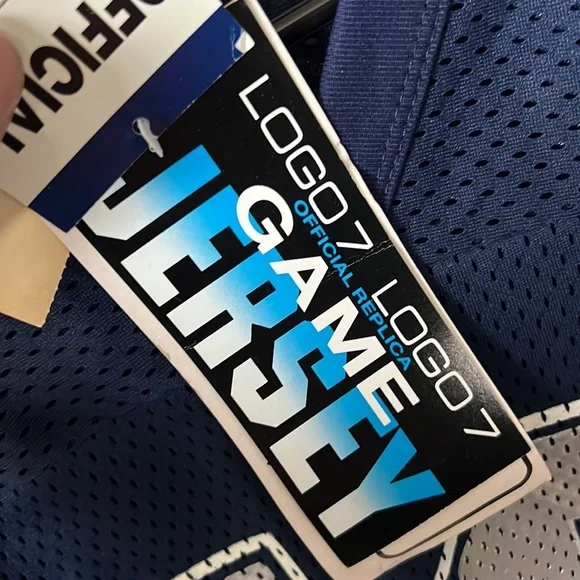 OFFICIAL
LOGO 7 LOGO 7
OFFICIAL REPLICA
GAME
JERSEY